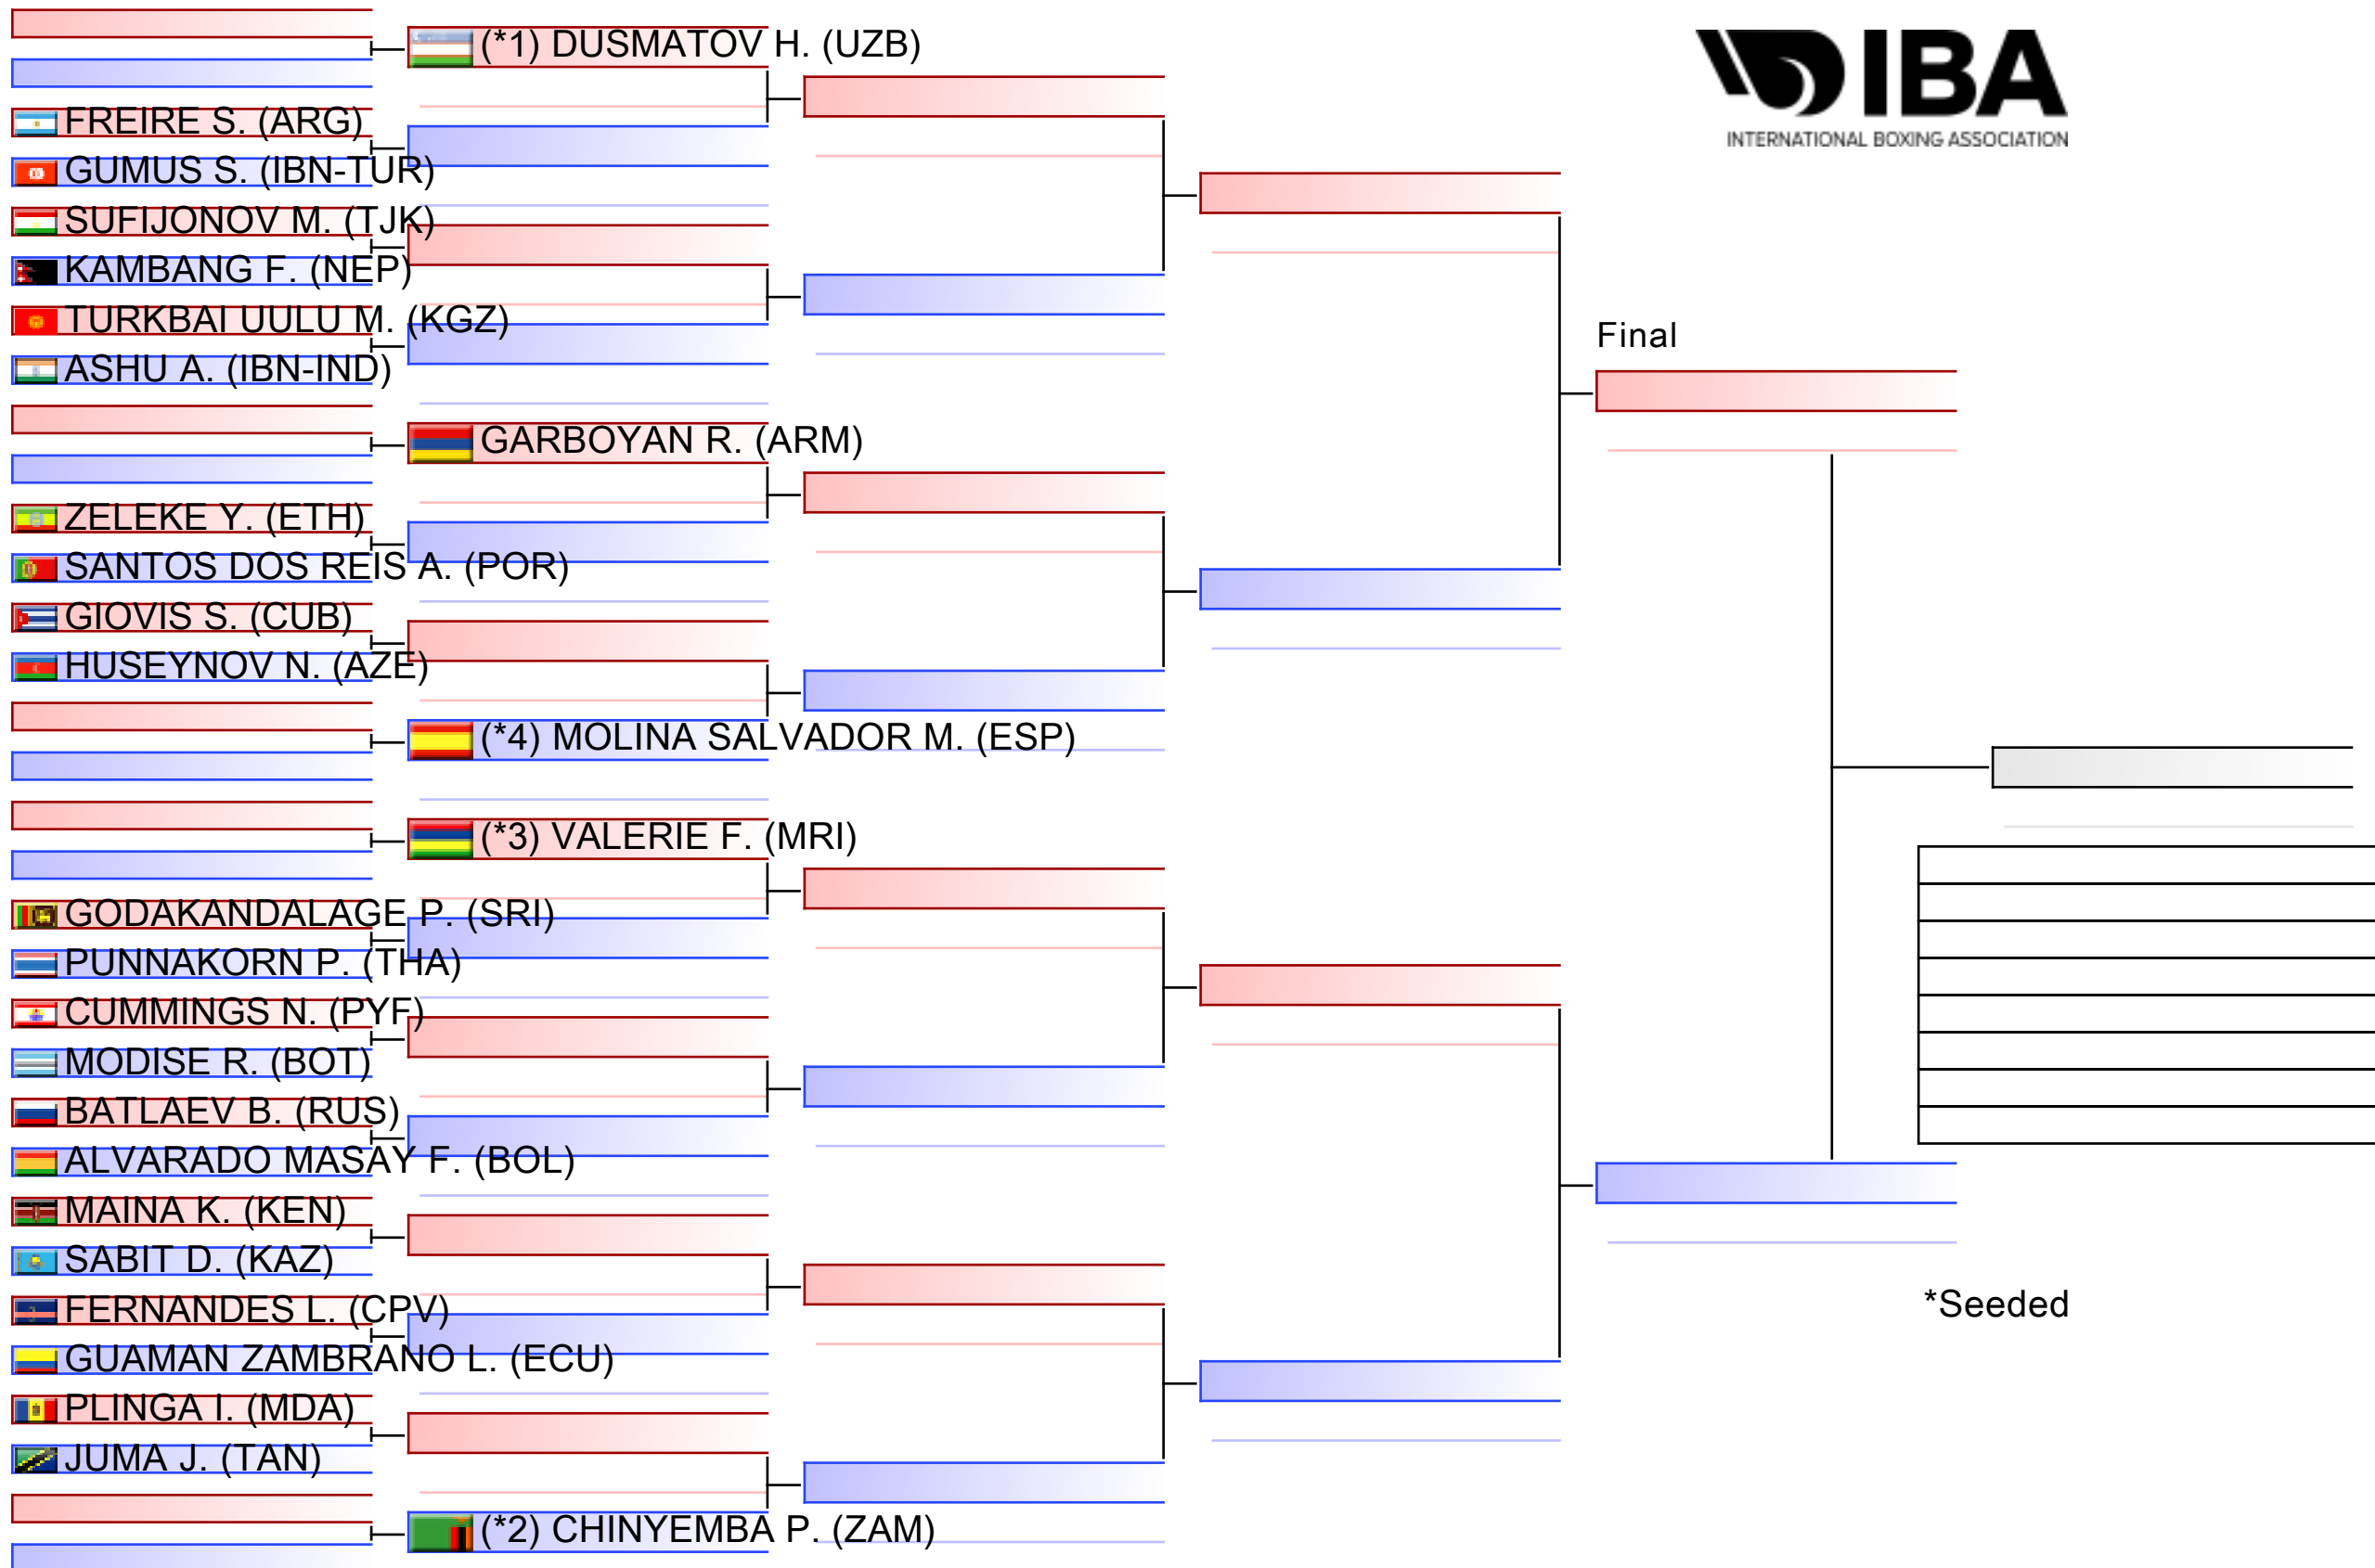 (*1) DUSMATOV H. (UZB)
IBA
INTERNATIONAL BOXING ASSOCIATION
FREIRE S. (ARG)
GUMUS S. (IBN-TUR)
SUFIJONOV M. (TJK)
KAMBANG F. (NEP)
TURKBAI UULU M. (KGZ)
Final
ASHU A. (IBN-IND)
GARBOYAN R. (ARM)
ZELEKE Y. (ETH)
SANTOS DOS REIS A. (POR)
GIOVIS S. (CUB)
HUSEYNOV N. (AZE)
(*4) MOLINA SALVADOR M. (ESP)
(*3) VALERIE F. (MRI)
GODAKANDALAGE P. (SRI)
PUNNAKORN P. (THA)
CUMMINGS N. (PYF)
MODISE R. (BOT)
BATLAEV B. (RUS)
ALVARADO MASAY F. (BOL)
MAINA K. (KEN)
SABIT D. (KAZ)
FERNANDES L. (CPV)
*Seeded
GUAMAN ZAMBRANO L. (ECU)
PLINGA I. (MDA)
JUMA J. (TAN)
(*2) CHINYEMBA P. (ZAM)